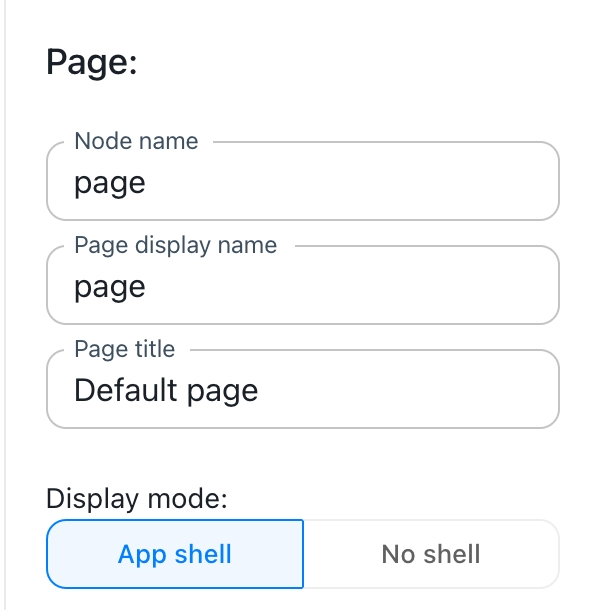 Page:
Node name
page
Page display name
page
Page title
Default page
Display mode:
App shell
No shell